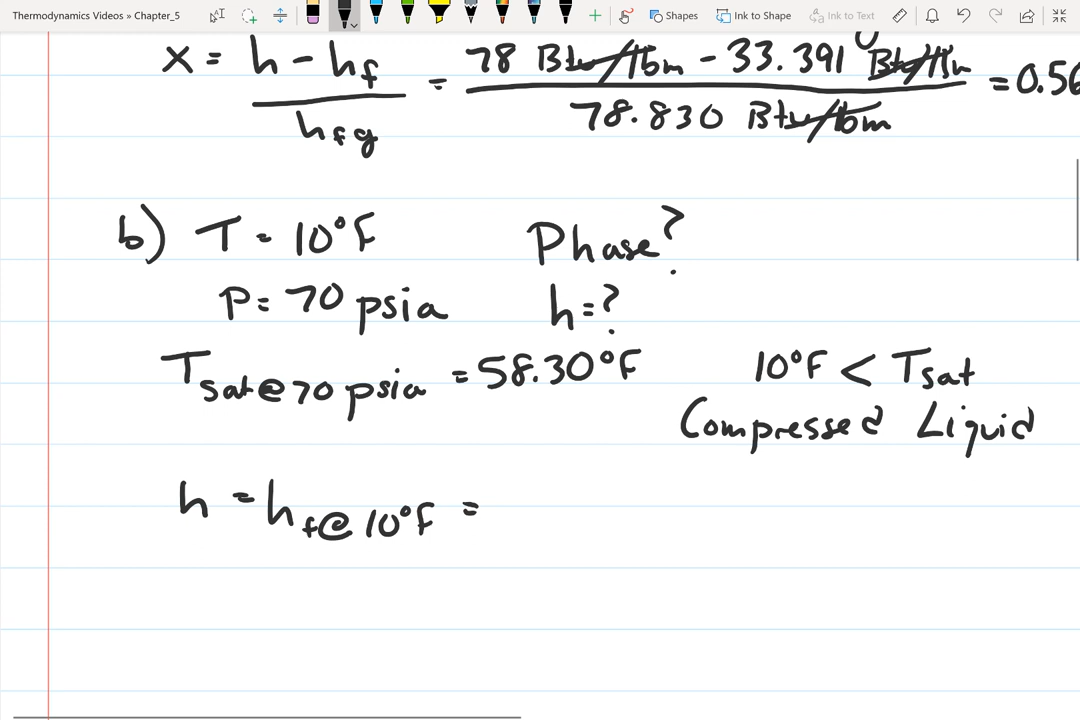 Thermodynamics Videos » Chapter_5
Shapes
Ink to Shape
Ink to Text
x = h - hf / hfg = 78 Btu/lbm - 33.391 Btu/lbm / 78.830 Btu/lbm = 0.56
b) T = 10°F Phase?
P = 70 psia h = ?
Tsat@70 psia = 58.30°F 10°F < Tsat
Compressed Liquid
h = hf@10°F =